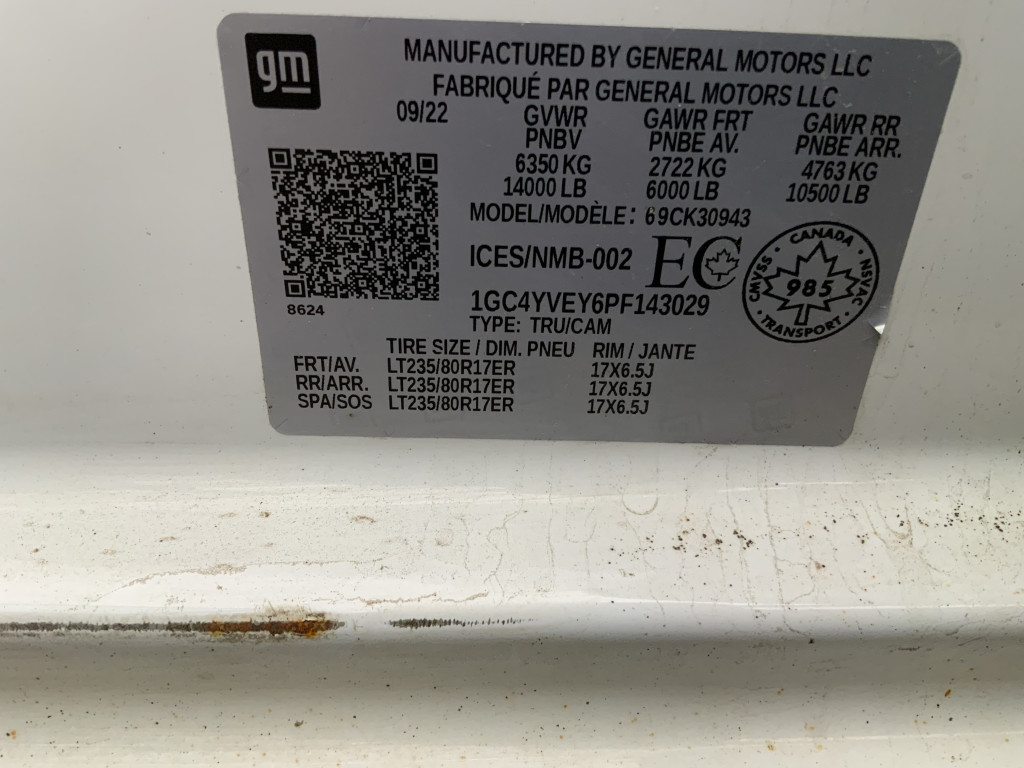 gm
MANUFACTURED BY GENERAL MOTORS LLC
FABRIQUÉ PAR GENERAL MOTORS LLC
09/22 GVWR GAWR FRT GAWR RR
PNBV PNBE AV. PNBE ARR.
6350 KG 2722 KG 4763 KG
14000 LB 6000 LB 10500 LB
MODEL/MODÈLE: 69CK30943
ICES/NMB-002 EC
CANADA
CMVSS 985 NSVAC
TRANSPORT
1GC4YVEY6PF143029
8624
TYPE: TRU/CAM
TIRE SIZE / DIM. PNEU RIM / JANTE
FRT/AV. LT235/80R17ER 17X6.5J
RR/ARR. LT235/80R17ER 17X6.5J
SPA/SOS LT235/80R17ER 17X6.5J